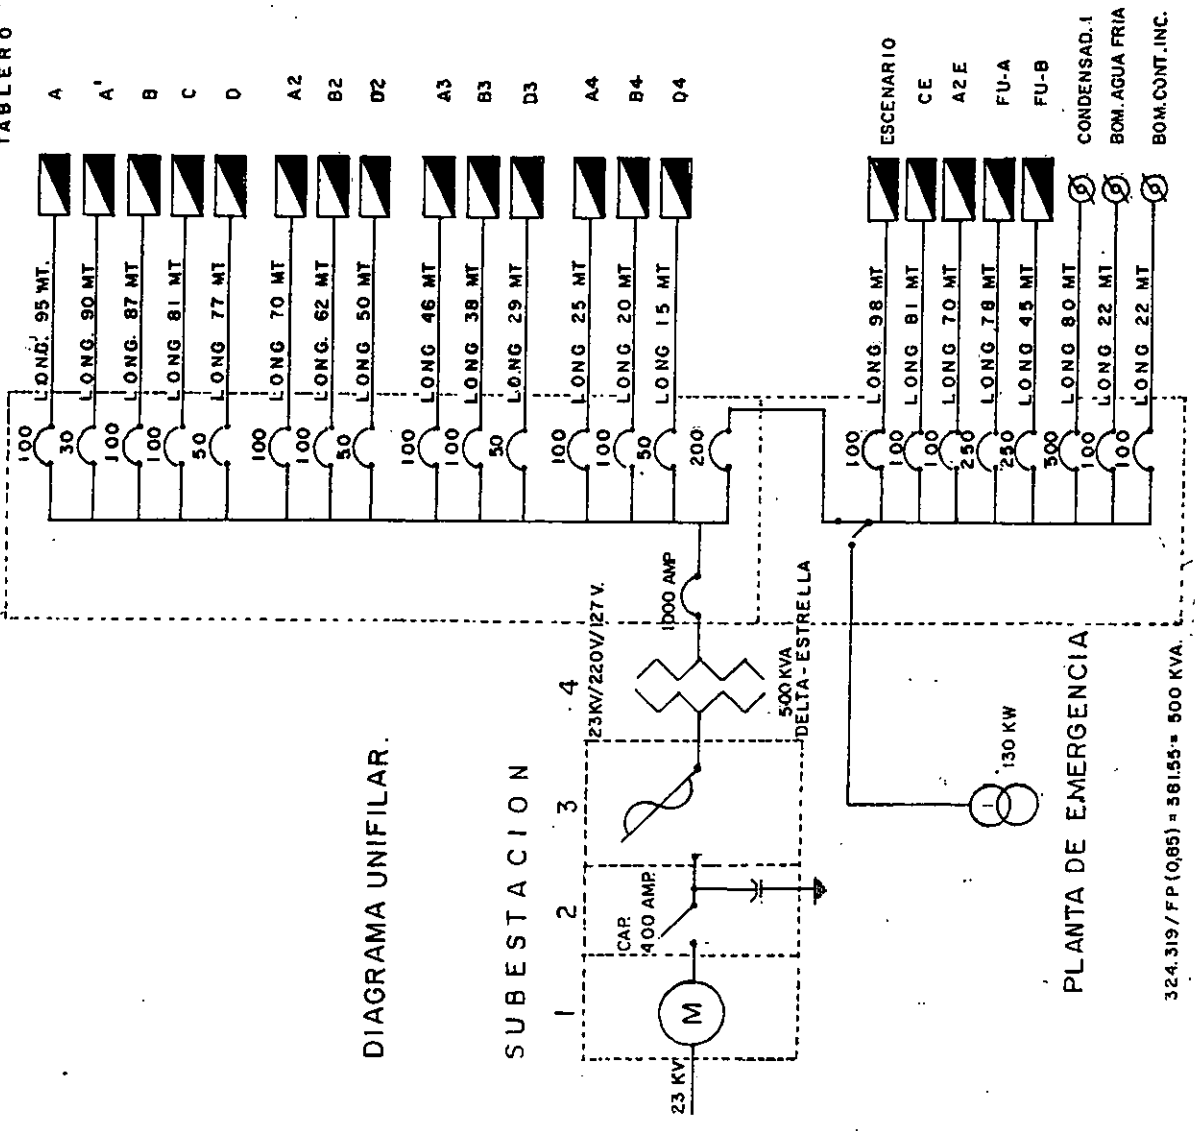 TABLERO
100 LONG. 95 MT. A
30 LONG. 90 MT A'
100 LONG. 87 MT B
100 LONG 81 MT C
50 LONG 77 MT D
100 LONG 70 MT A2
100 LONG. 62 MT B2
50 LONG 50 MT D2
100 LONG 46 MT A3
100 LONG 38 MT B3
50 LONG 29 MT D3
100 LONG 25 MT A4
100 LONG 20 MT B4
50 LONG 15 MT D4
200
100 LONG 98 MT ESCENARIO
100 LONG 81 MT CE
100 LONG 70 MT A2E
250 LONG 78 MT FU-A
250 LONG 45 MT FU-B
LONG 80 MT CONDENSAD.1
100 LONG 22 MT BOM. AGUA FRIA
100 LONG 22 MT BOM.CONT.INC.
DIAGRAMA UNIFILAR.
SUBESTACION
1 2 3 4
23KV/220V/127 V.
CAP.
400 AMP.
1000 AMP
23 KV
M
500 KVA
DELTA-ESTRELLA
130 KW
PLANTA DE EMERGENCIA
324.319/FP(0,85) = 381.55 = 500 KVA.